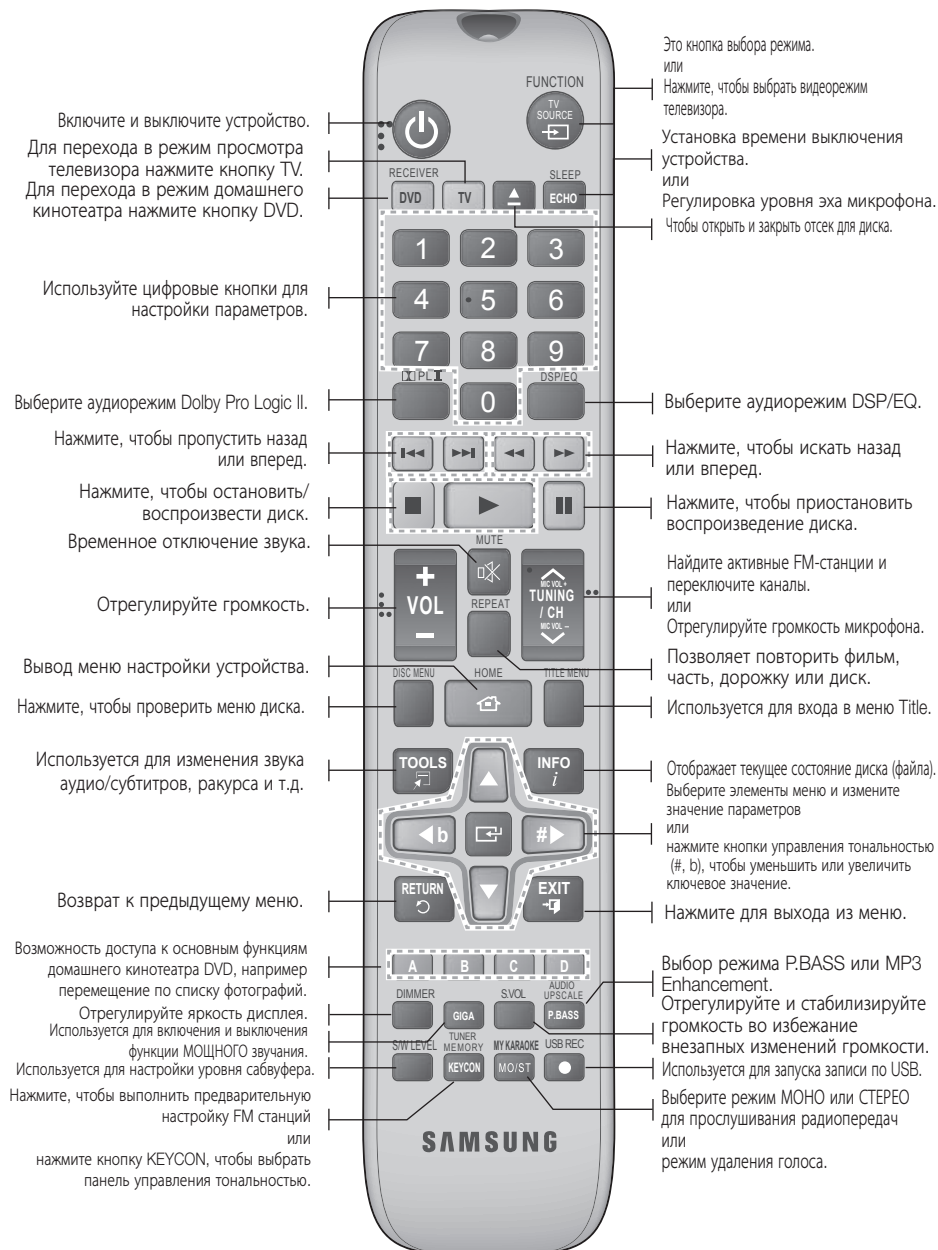 Включите и выключите устройство.
Для перехода в режим просмотра
телевизора нажмите кнопку TV.
Для перехода в режим домашнего
кинотеатра нажмите кнопку DVD.
Используйте цифровые кнопки для
настройки параметров.
Выберите аудиорежим Dolby Pro Logic II.
Нажмите, чтобы пропустить назад
или вперед.
Нажмите, чтобы остановить/
воспроизвести диск.
Временное отключение звука.
Отрегулируйте громкость.
Вывод меню настройки устройства.
Нажмите, чтобы проверить меню диска.
Используется для изменения звука
аудио/субтитров, ракурса и т.д.
Возврат к предыдущему меню.
Возможность доступа к основным функциям
домашнего кинотеатра DVD, например
перемещение по списку фотографий.
Отрегулируйте яркость дисплея.
Используется для включения и выключения
функции МОЩНОГО звучания.
Используется для настройки уровня сабвуфера.
Нажмите, чтобы выполнить предварительную
настройку FM станций
или
нажмите кнопку KEYCON, чтобы выбрать
панель управления тональностью.
FUNCTION
TV
SOURCE
RECEIVER
SLEEP
DVD
TV
ECHO
1 2 3
4 5 6
7 8 9
PL II
0
DSP/EQ
MUTE
+
VOL
−
REPEAT
MIC VOL +
TUNING
/ CH
MIC VOL −
DISC MENU
HOME
TITLE MENU
TOOLS
INFO
i
b
#
RETURN
EXIT
A B C D
DIMMER
S.VOL
AUDIO
UPSCALE
GIGA
P.BASS
S/W LEVEL
TUNER
MEMORY
MY KARAOKE
USB REC
KEYCON
MO/ST
SAMSUNG
Это кнопка выбора режима.
или
Нажмите, чтобы выбрать видеорежим
телевизора.
Установка времени выключения
устройства.
или
Регулировка уровня эха микрофона.
Чтобы открыть и закрыть отсек для диска.
Выберите аудиорежим DSP/EQ.
Нажмите, чтобы искать назад
или вперед.
Нажмите, чтобы приостановить
воспроизведение диска.
Найдите активные FM-станции и
переключите каналы.
или
Отрегулируйте громкость микрофона.
Позволяет повторить фильм,
часть, дорожку или диск.
Используется для входа в меню Title.
Отображает текущее состояние диска (файла).
Выберите элементы меню и измените
значение параметров
или
нажмите кнопки управления тональностью
(#, b), чтобы уменьшить или увеличить
ключевое значение.
Нажмите для выхода из меню.
Выбор режима P.BASS или MP3
Enhancement.
Отрегулируйте и стабилизируйте
громкость во избежание
внезапных изменений громкости.
Используется для запуска записи по USB.
Выберите режим МОНО или СТЕРЕО
для прослушивания радиопередач
или
режим удаления голоса.